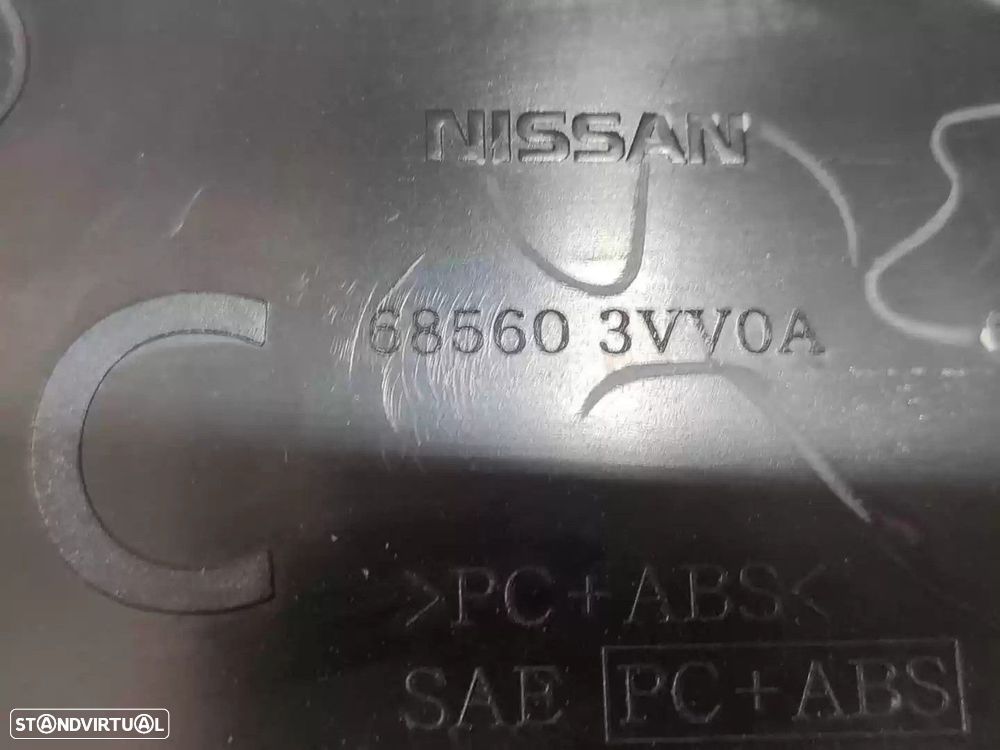 NISSAN
68560 3VV0A
C
>PC+ABS<
SAE PC+ABS
STANDVIRTUAL